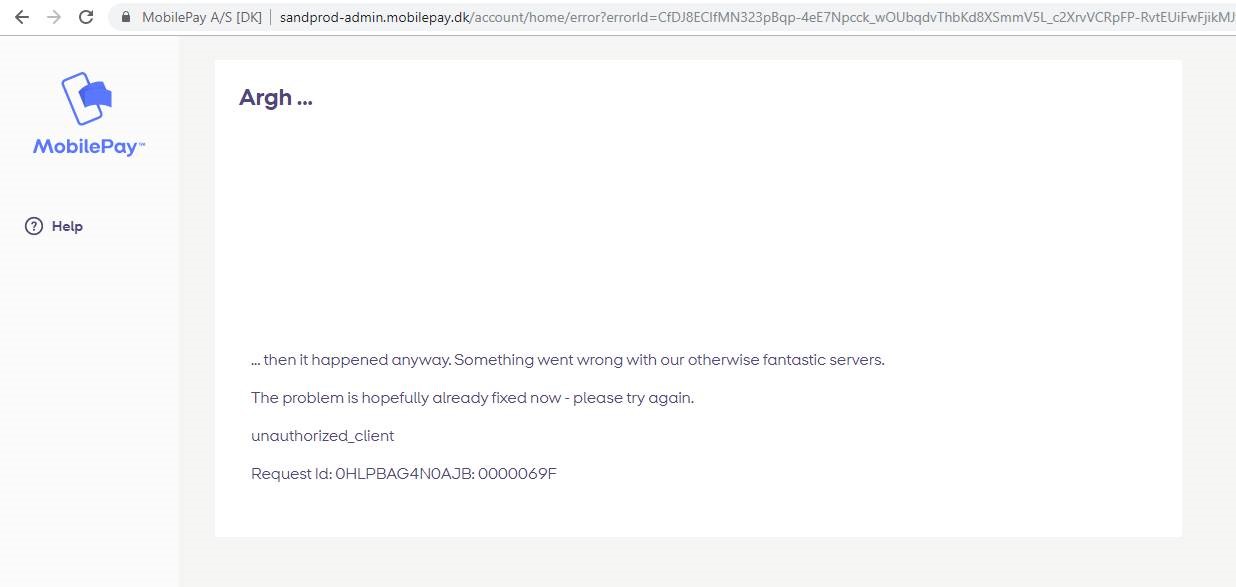 MobilePay A/S [DK] | sandprod-admin.mobilepay.dk/account/home/error?errorId=CfDJ8EClfMN323pBqp-4eE7Npcck_wOUbqdvThbKd8XSmmV5L_c2XrvVCRpFP-RvtEUiFwFjikMJ
MobilePay™
Help
Argh ...
... then it happened anyway. Something went wrong with our otherwise fantastic servers.
The problem is hopefully already fixed now - please try again.
unauthorized_client
Request Id: 0HLPBAG4N0AJB: 0000069F